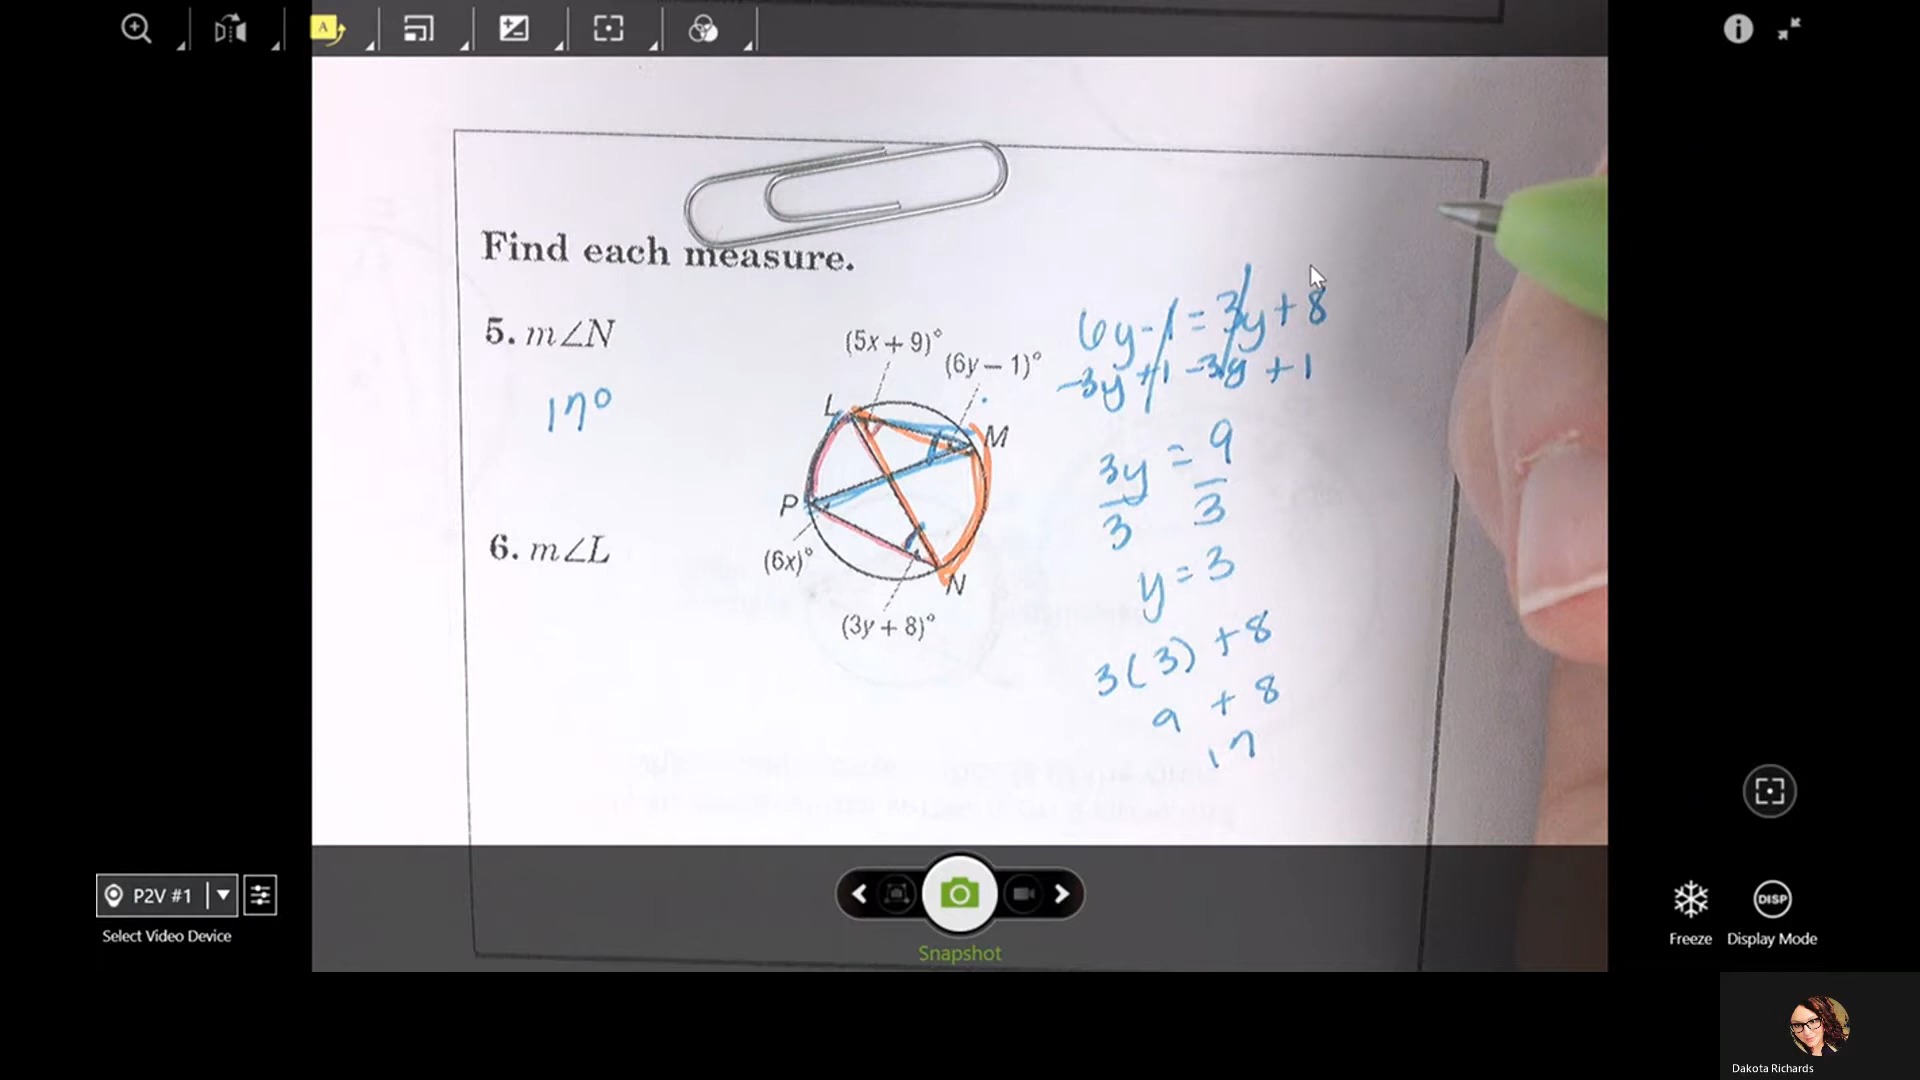 A
Find each measure.
5. m∠N
17°
6. m∠L
(5x + 9)°
(6y – 1)°
L
M
P
N
(6x)°
(3y + 8)°
6y - 1 = 3y + 8
-3y + 1 -3y + 1
3y = 9
3 3
y = 3
3(3) + 8
9 + 8
17
P2V #1
Select Video Device
Snapshot
Freeze
DISP
Display Mode
Dakota Richards